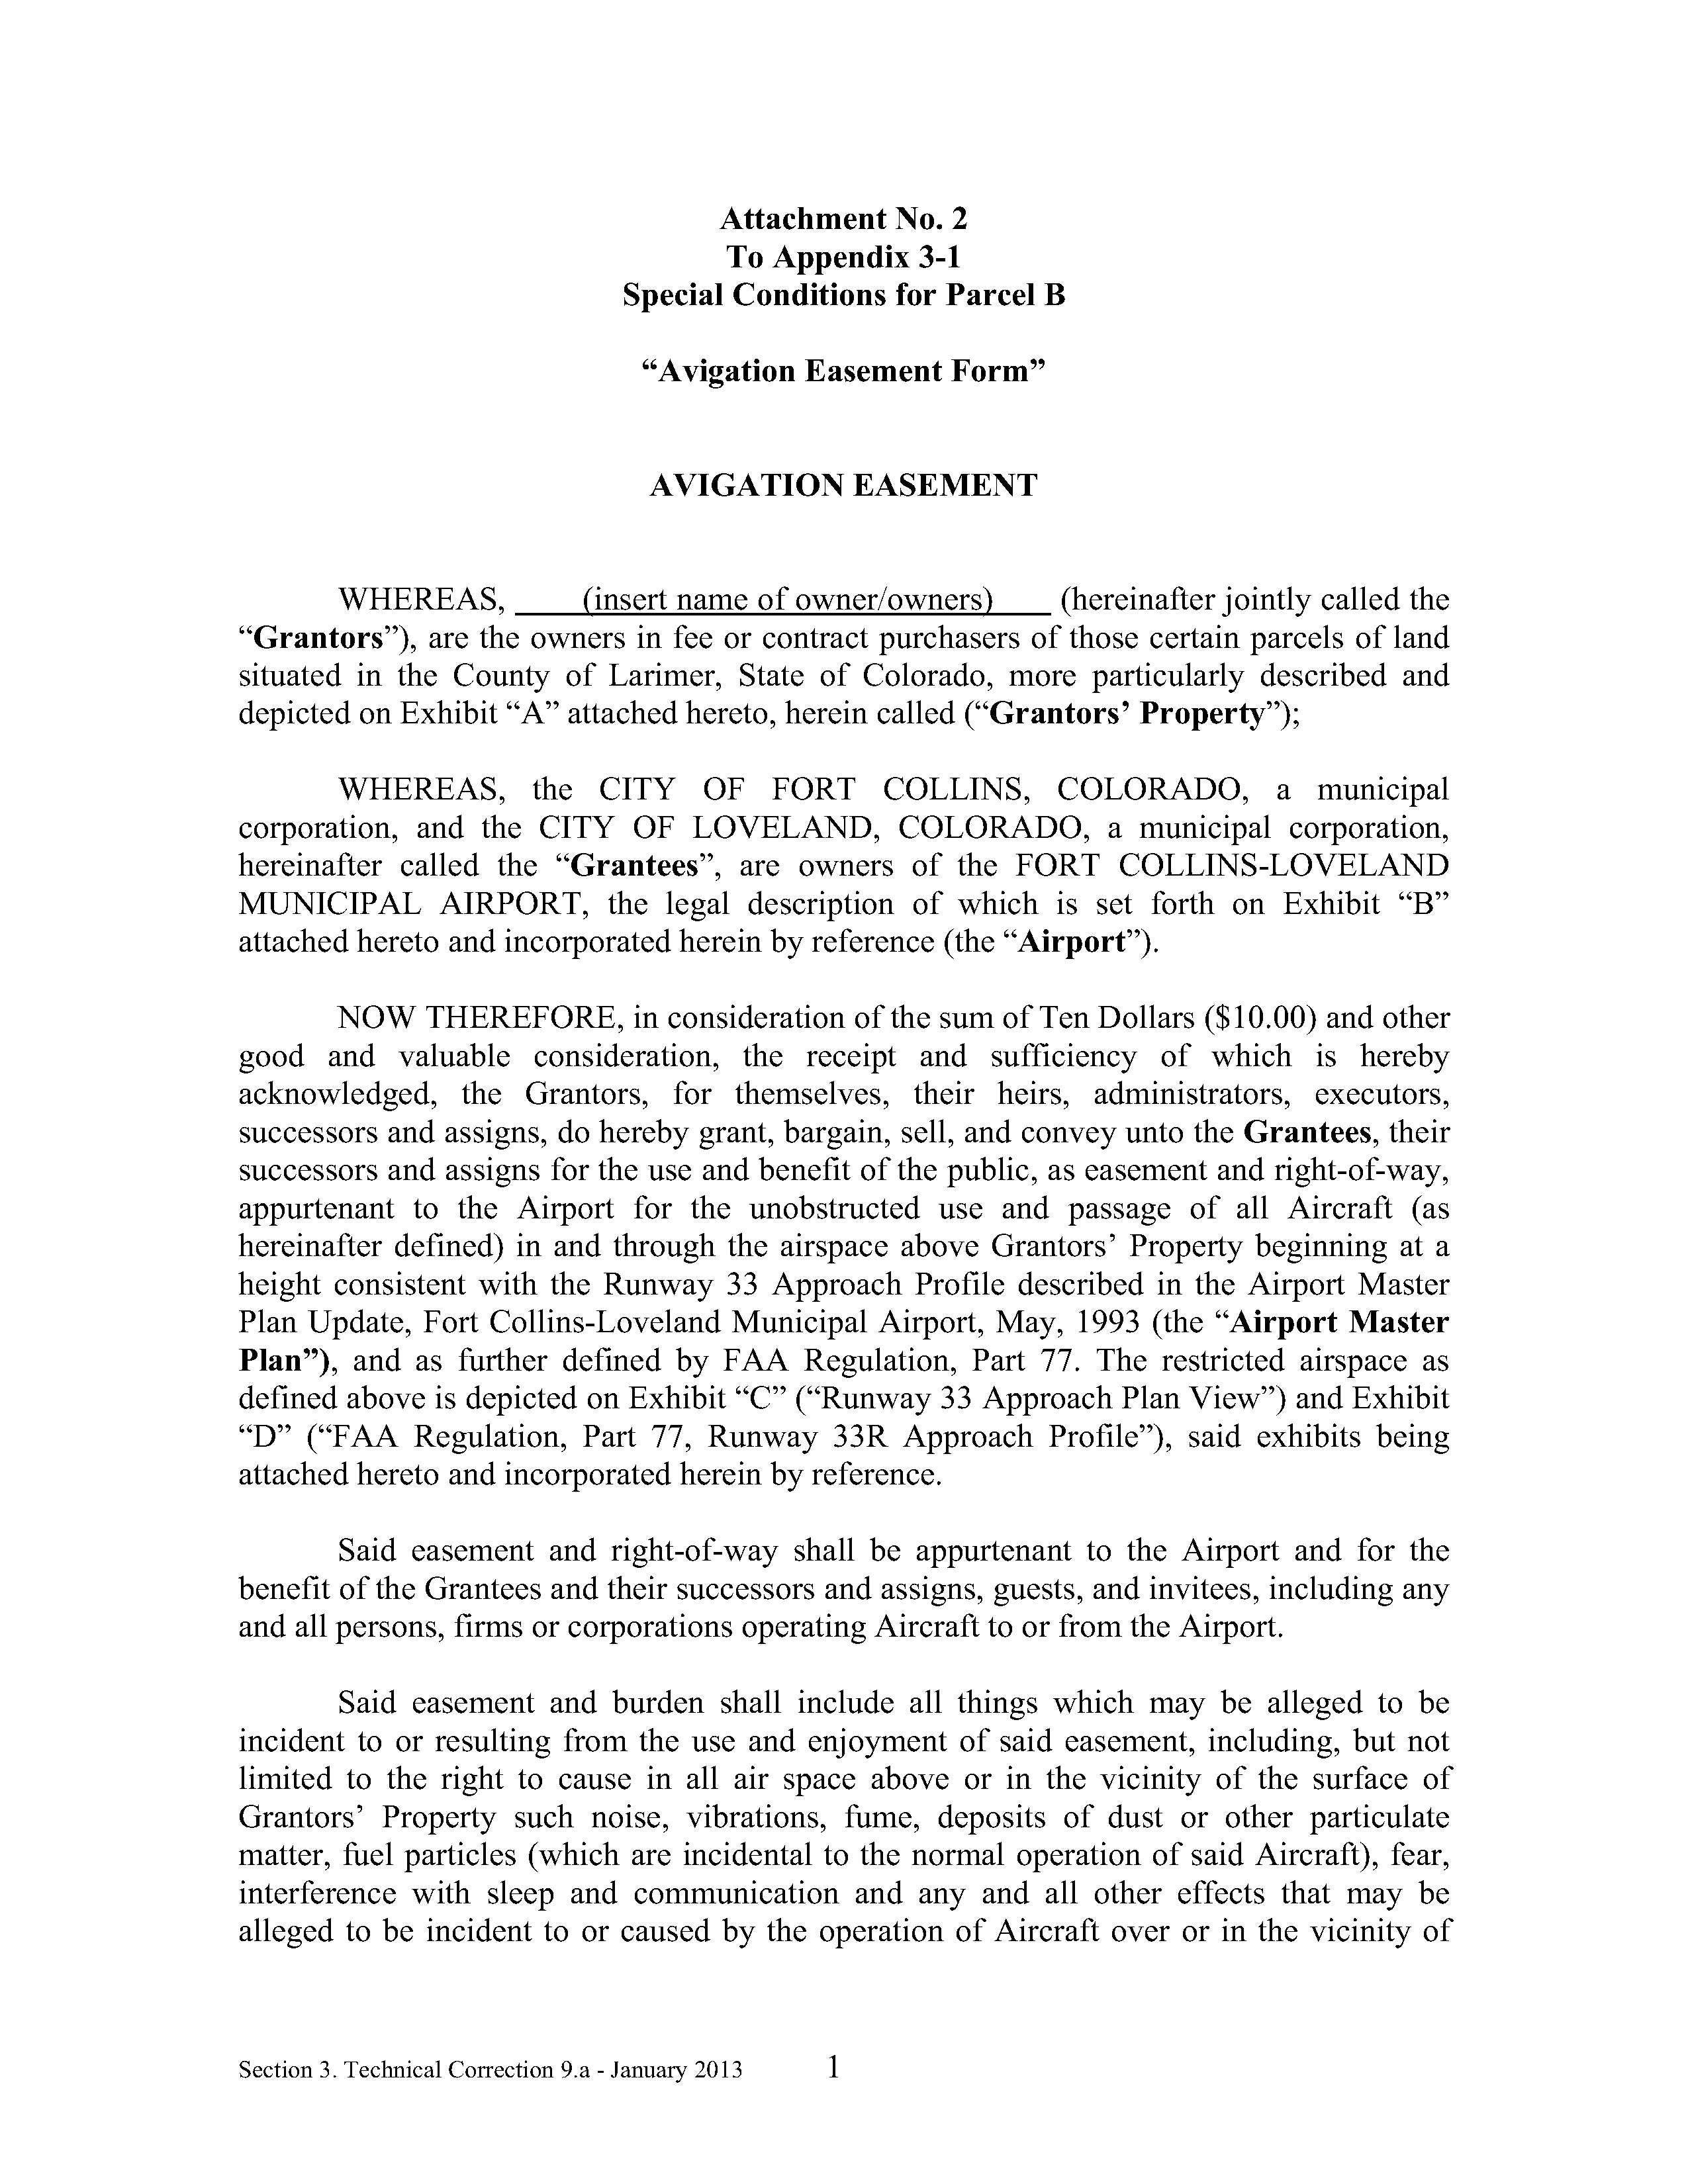 Attachment No. 2
To Appendix 3-1
Special Conditions for Parcel B
“Avigation Easement Form”
AVIGATION EASEMENT
WHEREAS, (insert name of owner/owners) (hereinafter jointly called the
“Grantors”), are the owners in fee or contract purchasers of those certain parcels of land
situated in the County of Larimer, State of Colorado, more particularly described and
depicted on Exhibit “A” attached hereto, herein called (“Grantors’ Property”);
WHEREAS, the CITY OF FORT COLLINS, COLORADO, a municipal
corporation, and the CITY OF LOVELAND, COLORADO, a municipal corporation,
hereinafter called the “Grantees”, are owners of the FORT COLLINS-LOVELAND
MUNICIPAL AIRPORT, the legal description of which is set forth on Exhibit “B”
attached hereto and incorporated herein by reference (the “Airport”).
NOW THEREFORE, in consideration of the sum of Ten Dollars ($10.00) and other
good and valuable consideration, the receipt and sufficiency of which is hereby
acknowledged, the Grantors, for themselves, their heirs, administrators, executors,
successors and assigns, do hereby grant, bargain, sell, and convey unto the Grantees, their
successors and assigns for the use and benefit of the public, as easement and right-of-way,
appurtenant to the Airport for the unobstructed use and passage of all Aircraft (as
hereinafter defined) in and through the airspace above Grantors’ Property beginning at a
height consistent with the Runway 33 Approach Profile described in the Airport Master
Plan Update, Fort Collins-Loveland Municipal Airport, May, 1993 (the “Airport Master
Plan”), and as further defined by FAA Regulation, Part 77. The restricted airspace as
defined above is depicted on Exhibit “C” (“Runway 33 Approach Plan View”) and Exhibit
“D” (“FAA Regulation, Part 77, Runway 33R Approach Profile”), said exhibits being
attached hereto and incorporated herein by reference.
Said easement and right-of-way shall be appurtenant to the Airport and for the
benefit of the Grantees and their successors and assigns, guests, and invitees, including any
and all persons, firms or corporations operating Aircraft to or from the Airport.
Said easement and burden shall include all things which may be alleged to be
incident to or resulting from the use and enjoyment of said easement, including, but not
limited to the right to cause in all air space above or in the vicinity of the surface of
Grantors’ Property such noise, vibrations, fume, deposits of dust or other particulate
matter, fuel particles (which are incidental to the normal operation of said Aircraft), fear,
interference with sleep and communication and any and all other effects that may be
alleged to be incident to or caused by the operation of Aircraft over or in the vicinity of
Section 3. Technical Correction 9.a - January 2013 1